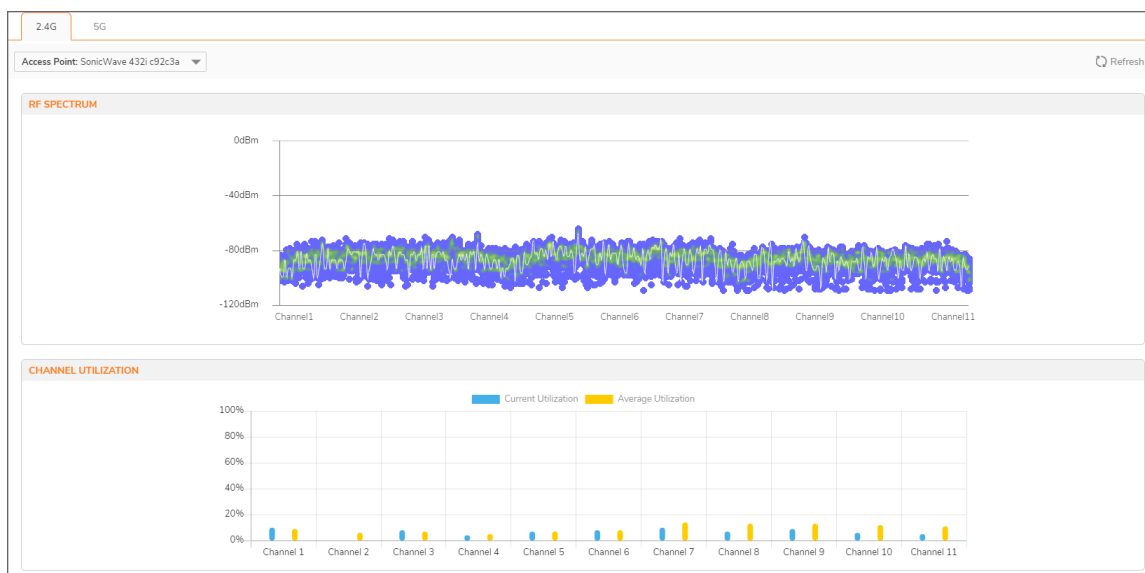 2.4G 5G
Access Point: SonicWave 432i c92c3a Refresh
RF SPECTRUM
0dBm
-40dBm
-80dBm
-120dBm
Channel1 Channel2 Channel3 Channel4 Channel5 Channel6 Channel7 Channel8 Channel9 Channel10 Channel11
CHANNEL UTILIZATION
Current Utilization Average Utilization
100%
80%
60%
40%
20%
0%
Channel 1 Channel 2 Channel 3 Channel 4 Channel 5 Channel 6 Channel 7 Channel 8 Channel 9 Channel 10 Channel 11